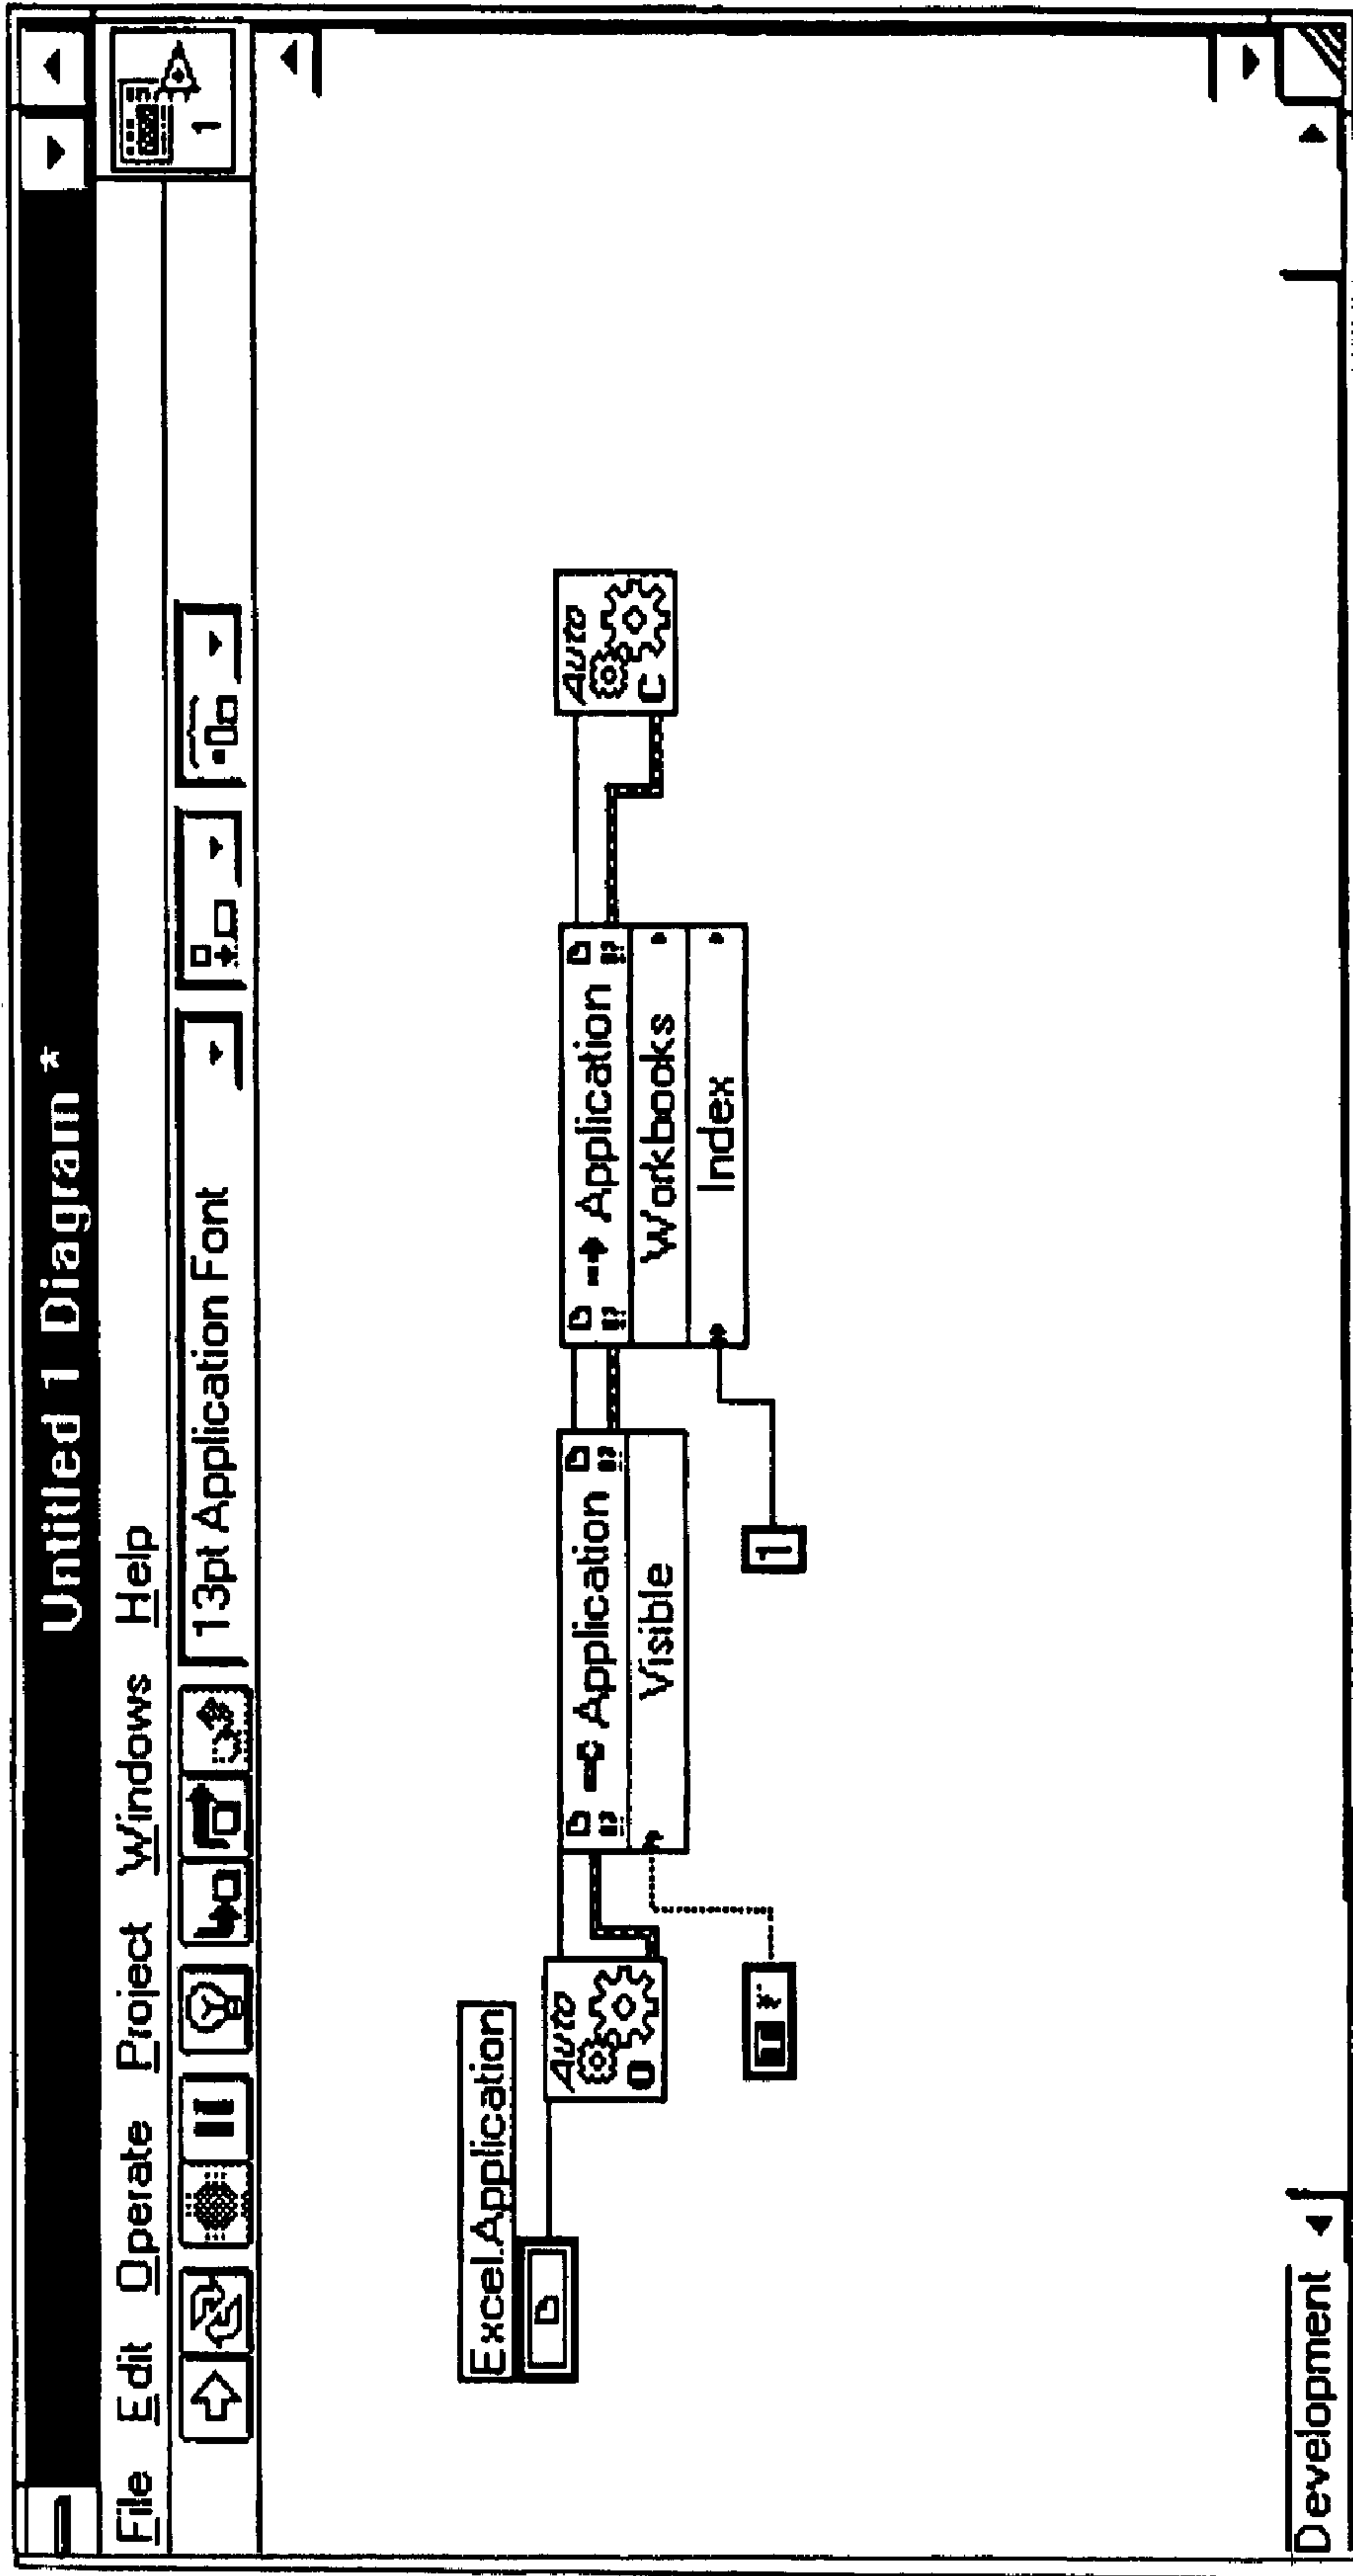 Untitled 1 Diagram *
File Edit Operate Project Windows Help
13pt Application Font
1
Excel.Application
Auto
O
Application
Visible
Application
Workbooks
Index
Auto
C
T
1
Development